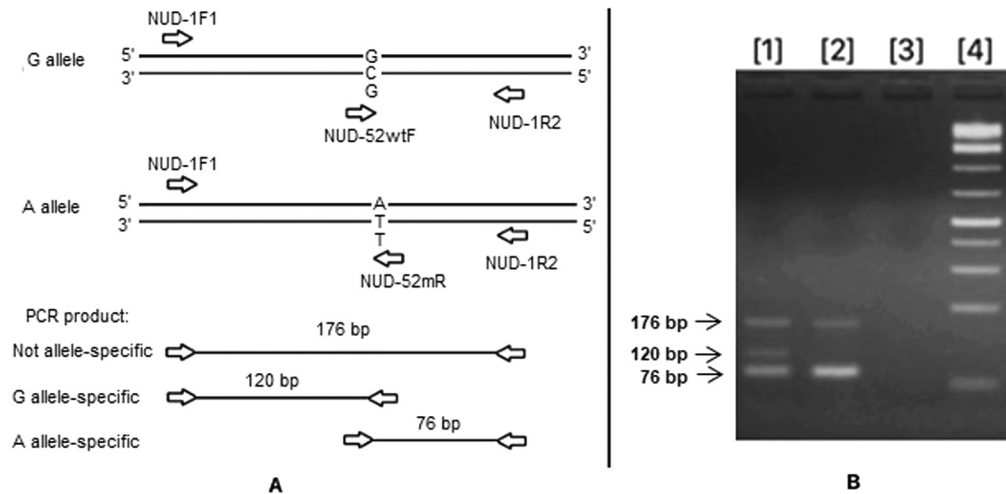 NUD-1F1
G allele
5'
3'
G
C
G
3'
5'
NUD-52wtF
NUD-1R2
NUD-1F1
A allele
5'
3'
A
T
T
3'
5'
NUD-52mR
NUD-1R2
PCR product:
Not allele-specific
176 bp
G allele-specific
120 bp
A allele-specific
76 bp
A
[1] [2] [3] [4]
176 bp
120 bp
76 bp
B